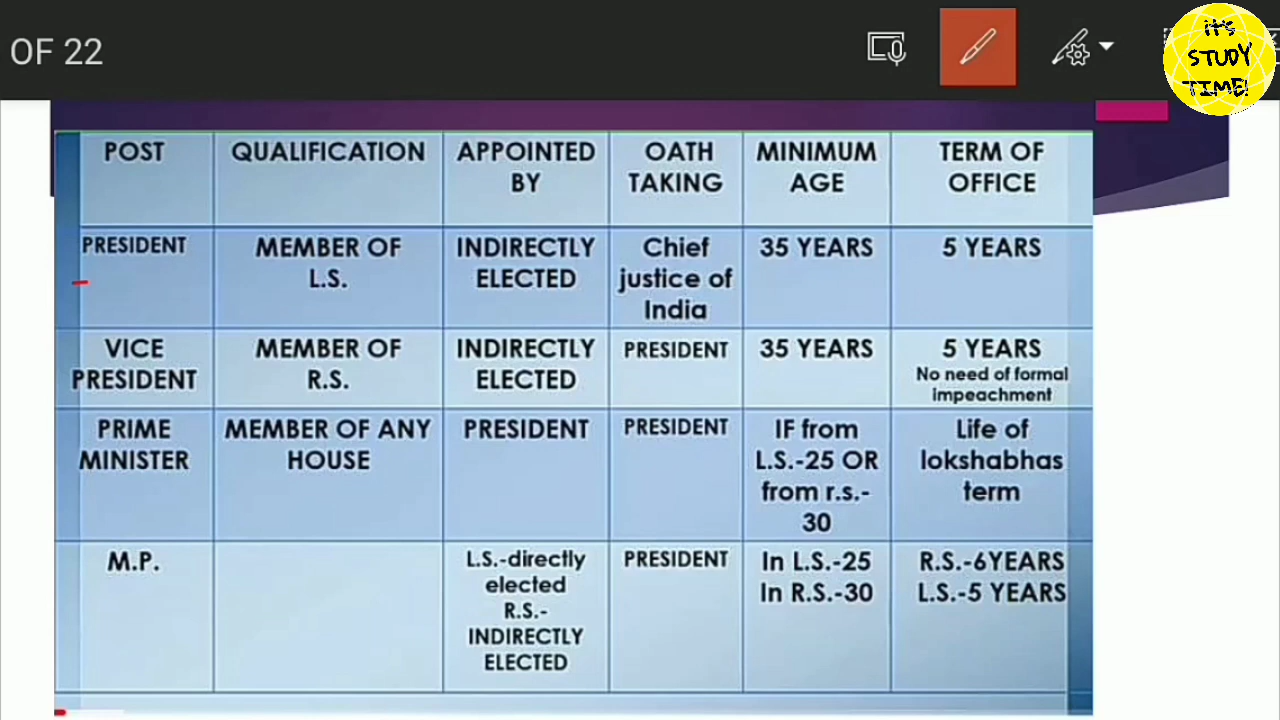 OF 22
iT's
STUDY
TiME!
POST
QUALIFICATION
APPOINTED
BY
OATH
TAKING
MINIMUM
AGE
TERM OF
OFFICE
PRESIDENT
MEMBER OF
L.S.
INDIRECTLY
ELECTED
Chief
justice of
India
35 YEARS
5 YEARS
VICE
PRESIDENT
MEMBER OF
R.S.
INDIRECTLY
ELECTED
PRESIDENT
35 YEARS
5 YEARS
No need of formal
impeachment
PRIME
MINISTER
MEMBER OF ANY
HOUSE
PRESIDENT
PRESIDENT
IF from
L.S.-25 OR
from r.s.-
30
Life of
lokshabhas
term
M.P.
L.S.-directly
elected
R.S.-
INDIRECTLY
ELECTED
PRESIDENT
In L.S.-25
In R.S.-30
R.S.-6YEARS
L.S.-5 YEARS